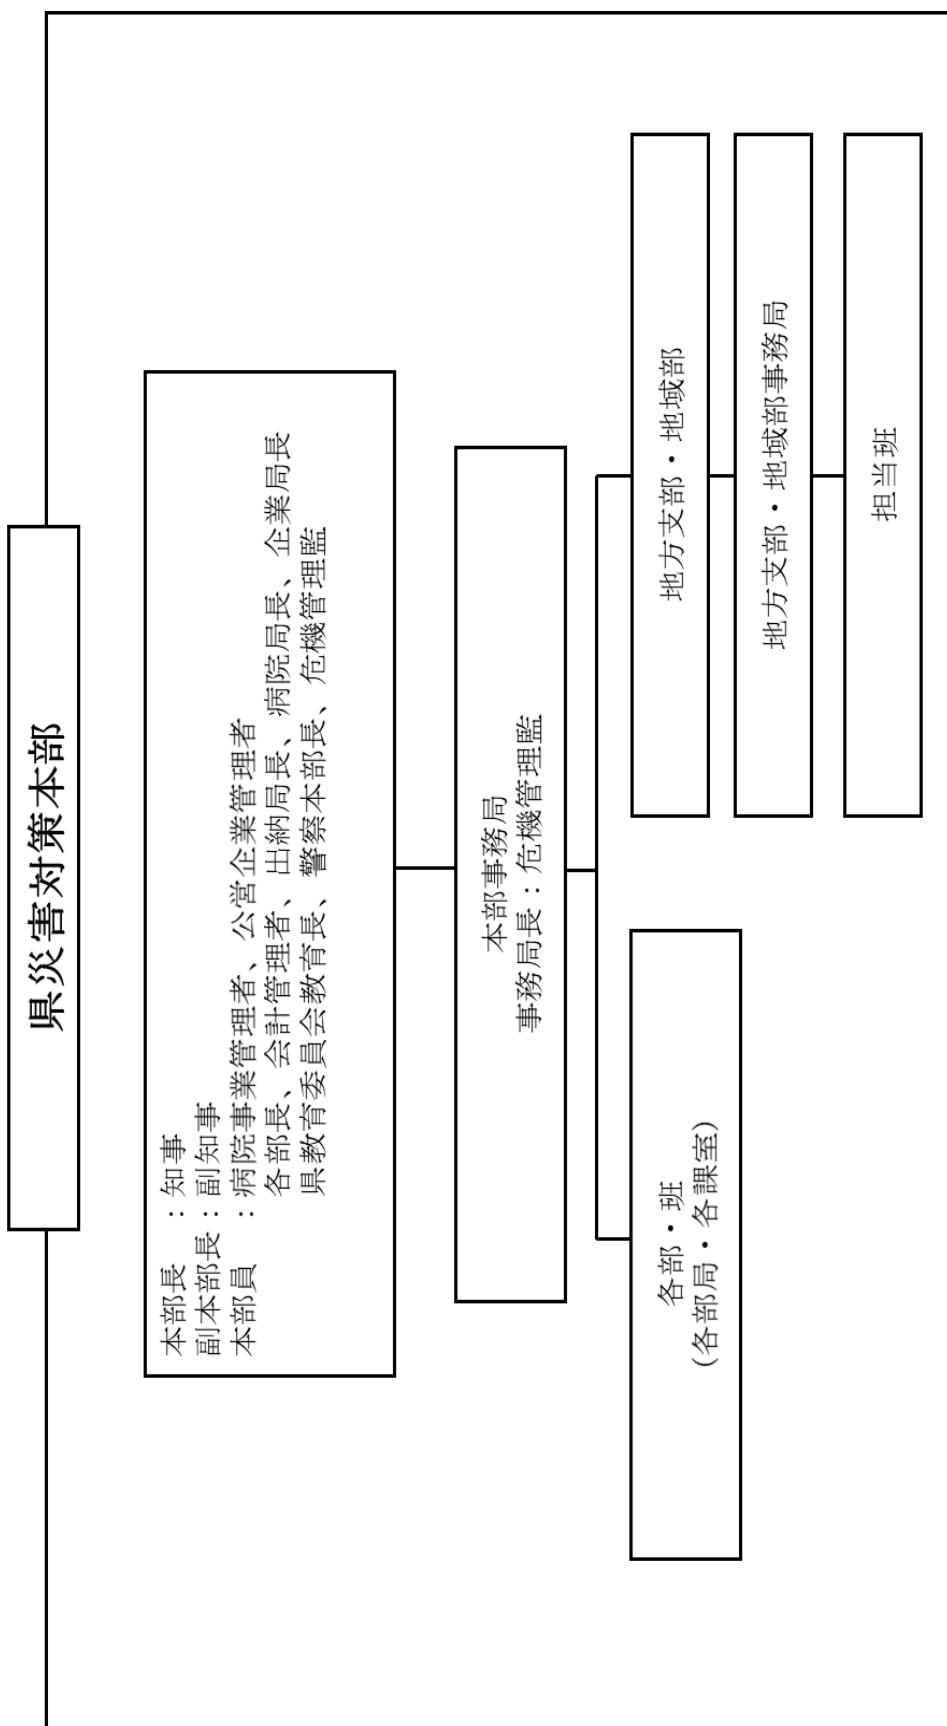 県災害対策本部
本部長　：知事
副本部長：副知事
本部員　：病院事業管理者、公営企業管理者
各部長、会計管理者、出納局長、病院局長、企業局長
県教育委員会教育長、警察本部長、危機管理監
本部事務局
事務局長：危機管理監
各部・班
(各部局・各課室)
地方支部・地域部
地方支部・地域部事務局
担当班